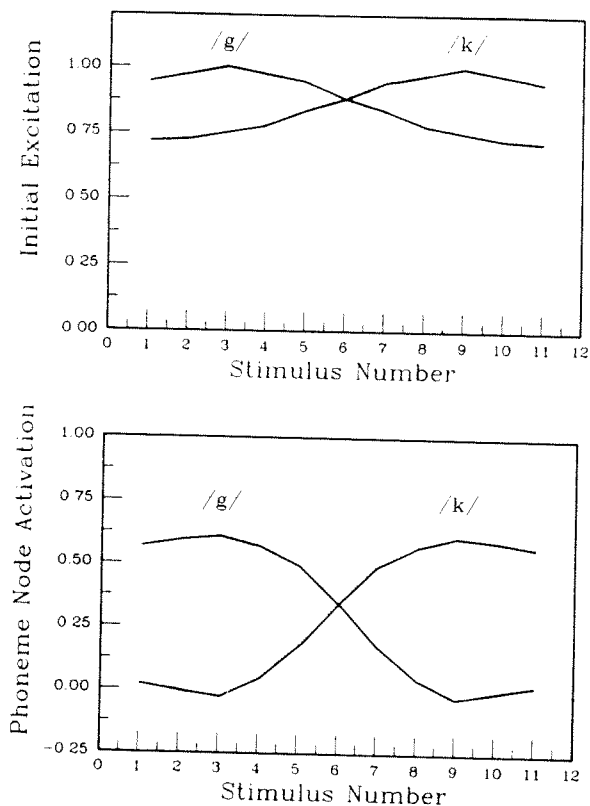 /g/ /k/
1.00
0.75
0.50
0.25
0.00
Initial Excitation
0 1 2 3 4 5 6 7 8 9 10 11 12
Stimulus Number
1.00
0.75
0.50
0.25
0.00
-0.25
Phoneme Node Activation
/g/ /k/
0 1 2 3 4 5 6 7 8 9 10 11 12
Stimulus Number